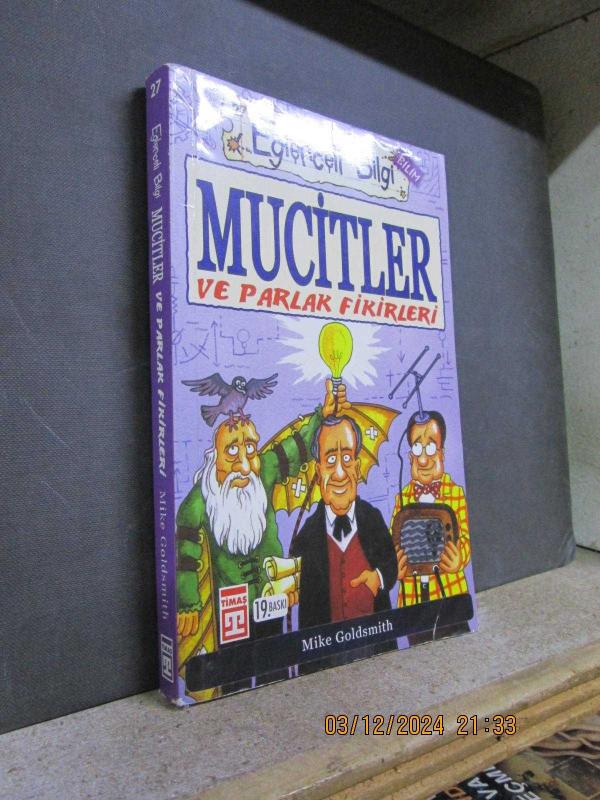 Eğlenceli Bilgi
BİLİM
MUCİTLER
VE PARLAK FİKİRLERİ
TİMAŞ
19. BASKI
Mike Goldsmith
27
Eğlenceli Bilgi
MUCİTLER
VE PARLAK FİKİRLERİ
Mike Goldsmith
03/12/2024 21:33